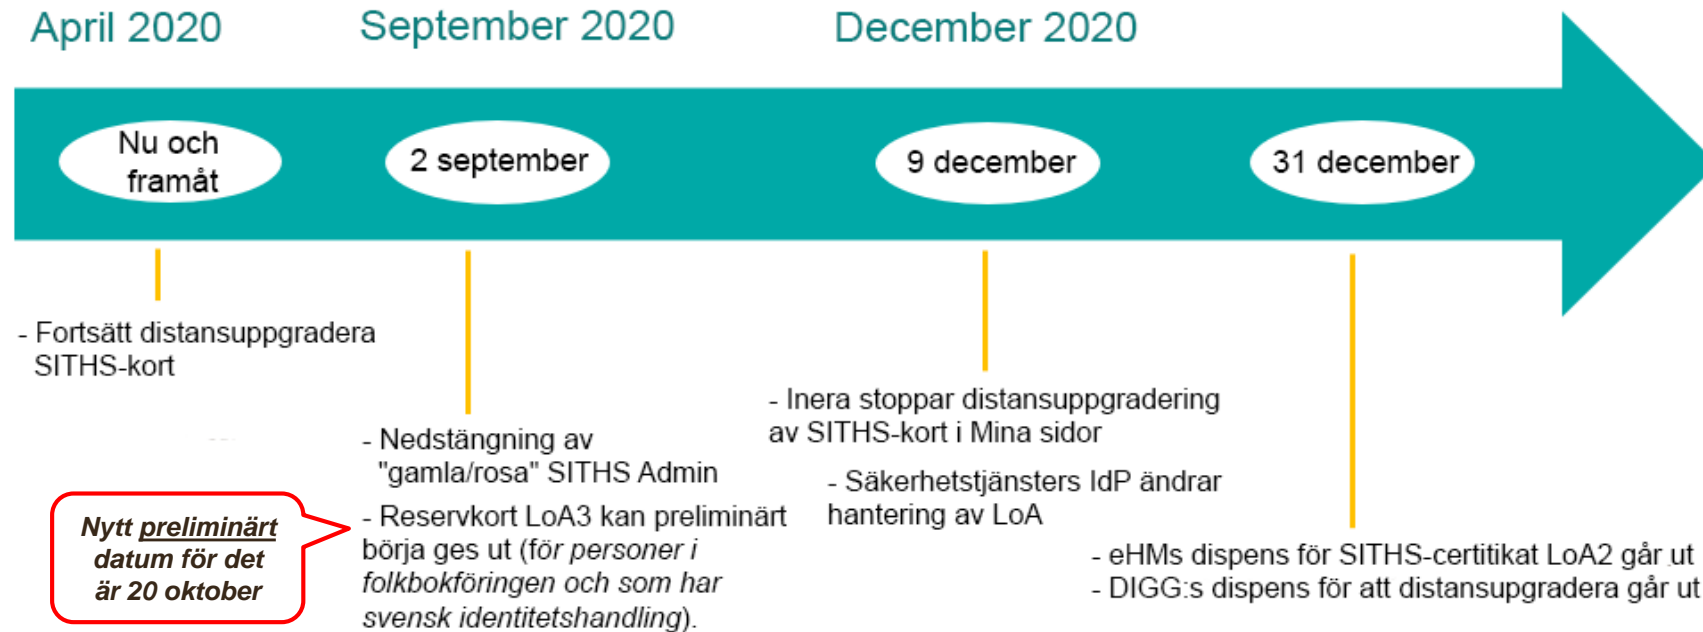 April 2020
September 2020
December 2020
Nu och
framåt
2 september
9 december
31 december
- Fortsätt distansuppgradera
SITHS-kort
- Nedstängning av
"gamla/rosa" SITHS Admin
- Reservkort LoA3 kan preliminärt
börja ges ut (för personer i
folkbokföringen och som har
svensk identitetshandling).
Nytt preliminärt
datum för det
är 20 oktober
- Inera stoppar distansuppgradering
av SITHS-kort i Mina sidor
- Säkerhetstjänsters IdP ändrar
hantering av LoA
- eHMs dispens för SITHS-certitikat LoA2 går ut
- DIGG:s dispens för att distansupgradera går ut